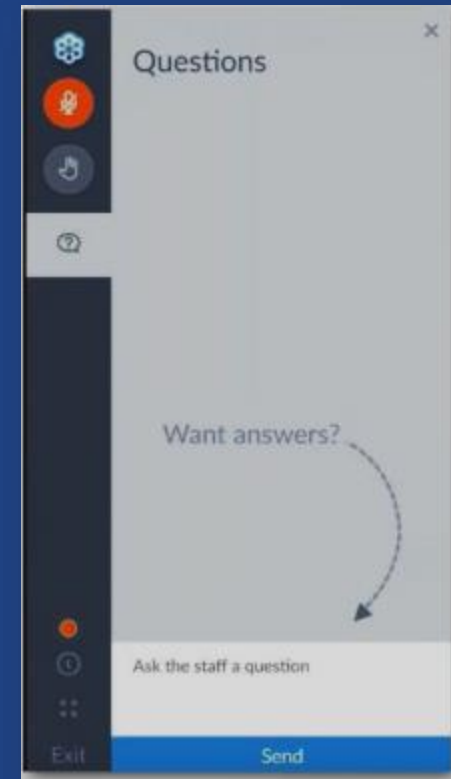 Questions
Want answers?
Ask the staff a question
Exit
Send